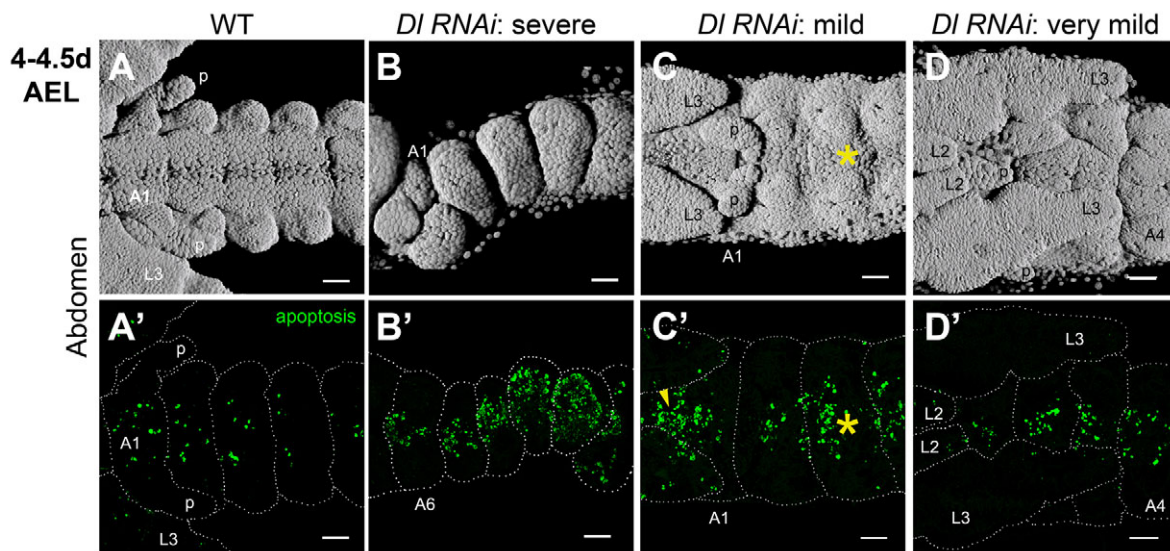 WT
Dl RNAi: severe
Dl RNAi: mild
Dl RNAi: very mild
4-4.5d
AEL
Abdomen
A
p
A1
p
L3
B
A1
C
L3
p
*
p
L3
A1
D
L3
L2
L2
p
L3
A4
p
A’
apoptosis
p
A1
p
L3
B’
A6
C’
*
A1
D’
L3
L2
L2
L3
A4